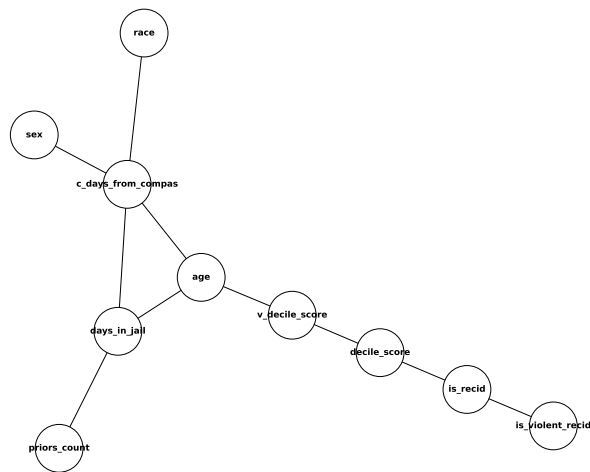 race
sex
c_days_from_compas
age
v_decile_score
days_in_jail
decile_score
is_recid
is_violent_recid
priors_count